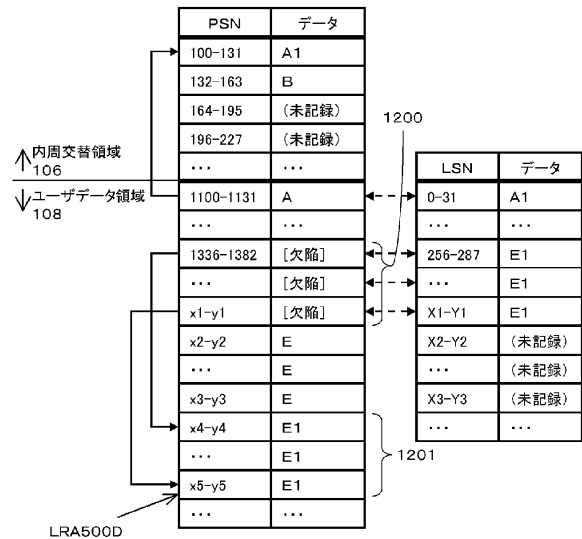 PSN データ
100-131 A1
132-163 B
164-195 (未記録)
196-227 (未記録)
... ...
1100-1131 A
... ...
1336-1382 [欠陥]
... [欠陥]
x1-y1 [欠陥]
x2-y2 E
... E
x3-y3 E
x4-y4 E1
... E1
x5-y5 E1
... ...
内周交替領域
106
ユーザデータ領域
108
1200
LSN データ
0-31 A1
... ...
256-287 E1
... E1
X1-Y1 E1
X2-Y2 (未記録)
... (未記録)
X3-Y3 (未記録)
... ...
1201
LRA500D